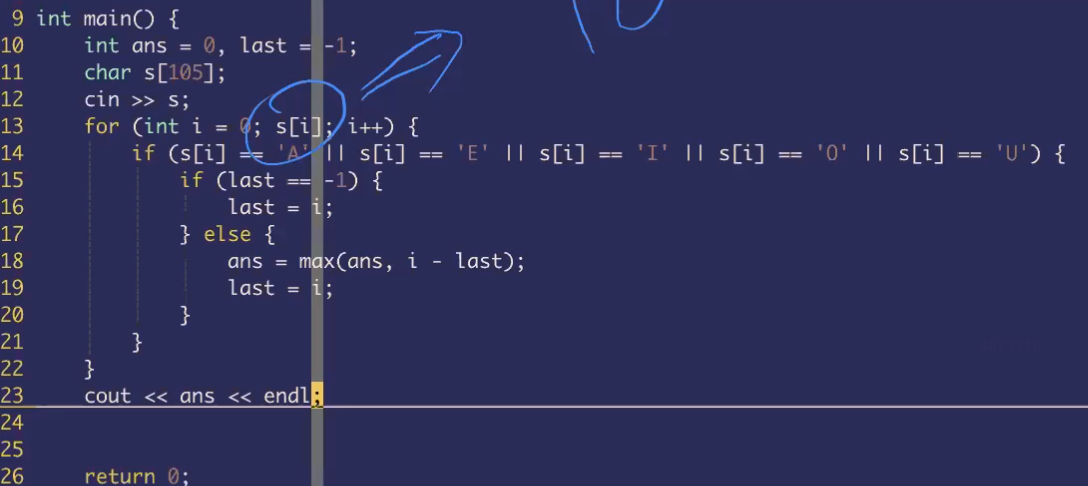 9 int main() {
10     int ans = 0, last = -1;
11     char s[105];
12     cin >> s;
13     for (int i = 0; s[i]; i++) {
14         if (s[i] == 'A' || s[i] == 'E' || s[i] == 'I' || s[i] == 'O' || s[i] == 'U') {
15             if (last == -1) {
16                 last = i;
17             } else {
18                 ans = max(ans, i - last);
19                 last = i;
20             }
21         }
22     }
23     cout << ans << endl;
24
25
26     return 0;